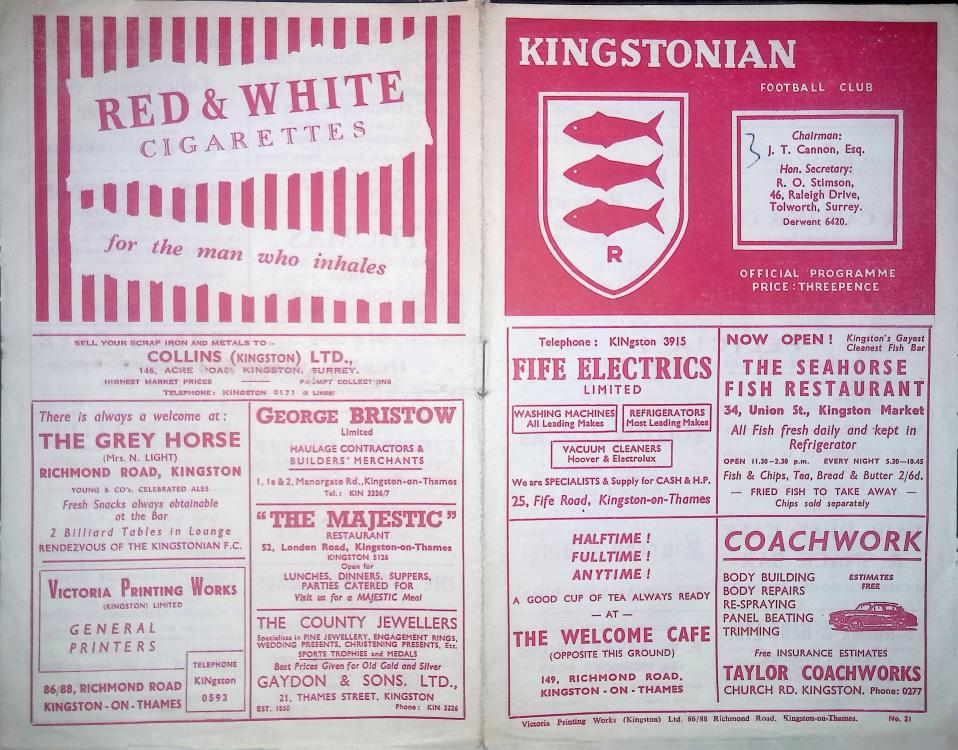 RED & WHITE
CIGARETTES
for the man who inhales
SELL YOUR SCRAP IRON AND METALS TO :-
COLLINS (KINGSTON) LTD.,
146, ACRE ROAD, KINGSTON, SURREY.
HIGHEST MARKET PRICES ——— PROMPT COLLECTIONS
TELEPHONE: KINGSTON 0171 (3 LINES)
There is always a welcome at :
THE GREY HORSE
(Mrs. N. LIGHT)
RICHMOND ROAD, KINGSTON
YOUNG & CO's. CELEBRATED ALES
Fresh Snacks always obtainable
at the Bar
2 Billiard Tables in Lounge
RENDEZVOUS OF THE KINGSTONIAN F.C.
VICTORIA PRINTING WORKS
(KINGSTON) LIMITED
GENERAL
PRINTERS
86/88, RICHMOND ROAD
KINGSTON-ON-THAMES
TELEPHONE
KINgston
0593
GEORGE BRISTOW
Limited
HAULAGE CONTRACTORS &
BUILDERS' MERCHANTS
1, 1a & 2, Manorgate Rd., Kingston-on-Thames
Tel.: KIN 3336/7
"THE MAJESTIC"
RESTAURANT
52, London Road, Kingston-on-Thames
KINGSTON 5126
Open for
LUNCHES, DINNERS, SUPPERS,
PARTIES CATERED FOR
Visit us for a MAJESTIC Meal
THE COUNTY JEWELLERS
Specialists in FINE JEWELLERY, ENGAGEMENT RINGS,
WEDDING PRESENTS, CHRISTENING PRESENTS, Etc.
SPORTS TROPHIES and MEDALS
Best Prices Given for Old Gold and Silver
GAYDON & SONS. LTD.,
21, THAMES STREET, KINGSTON
EST. 1850 Phone: KIN 3226
KINGSTONIAN
FOOTBALL CLUB
R
3
Chairman:
J. T. Cannon, Esq.
Hon. Secretary:
R. O. Stimson,
46, Raleigh Drive,
Tolworth, Surrey.
Derwent 6420.
OFFICIAL PROGRAMME
PRICE : THREEPENCE
Telephone : KINgston 3915
FIFE ELECTRICS
LIMITED
WASHING MACHINES
All Leading Makes
REFRIGERATORS
Most Leading Makes
VACUUM CLEANERS
Hoover & Electrolux
We are SPECIALISTS & Supply for CASH & H.P.
25, Fife Road, Kingston-on-Thames
NOW OPEN! Kingston's Gayest
Cleanest Fish Bar
THE SEAHORSE
FISH RESTAURANT
34, Union St., Kingston Market
All Fish fresh daily and kept in
Refrigerator
OPEN 11.30-2.30 p.m. EVERY NIGHT 5.30-10.45
Fish & Chips, Tea, Bread & Butter 2/6d.
— FRIED FISH TO TAKE AWAY —
Chips sold separately
HALFTIME !
FULLTIME !
ANYTIME !
A GOOD CUP OF TEA ALWAYS READY
— AT —
THE WELCOME CAFE
(OPPOSITE THIS GROUND)
149, RICHMOND ROAD,
KINGSTON - ON - THAMES
COACHWORK
BODY BUILDING
BODY REPAIRS
RE-SPRAYING
PANEL BEATING
TRIMMING
ESTIMATES
FREE
Free INSURANCE ESTIMATES
TAYLOR COACHWORKS
CHURCH RD. KINGSTON. Phone: 0277
Victoria Printing Works (Kingston) Ltd. 86/88 Richmond Road, Kingston-on-Thames. No. 21